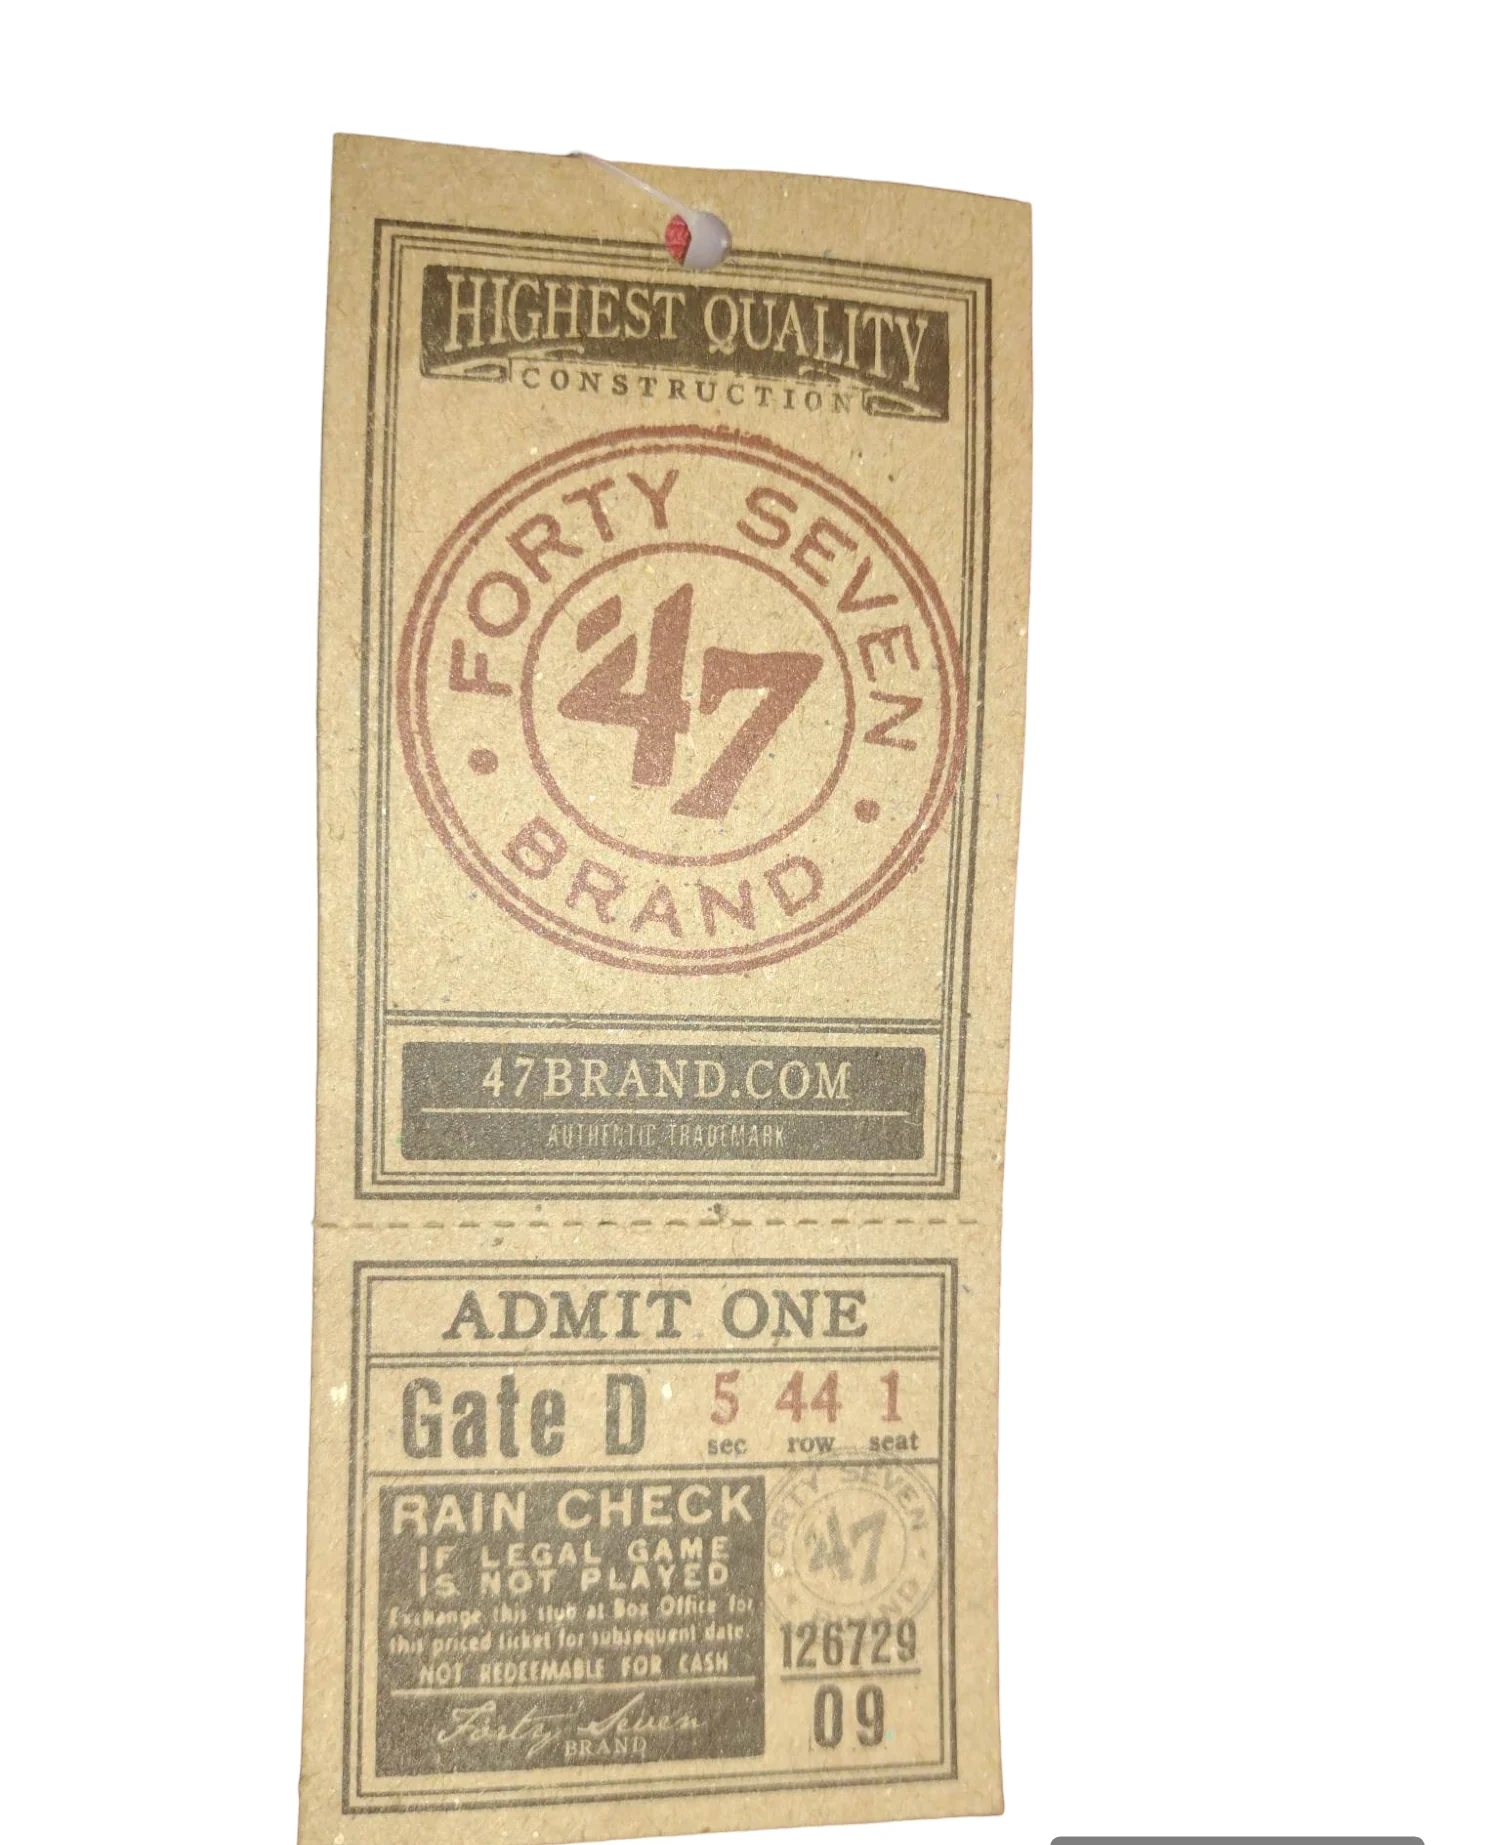 HIGHEST QUALITY
CONSTRUCTION
FORTY SEVEN
47
• BRAND •
47BRAND.COM
AUTHENTIC TRADEMARK
ADMIT ONE
Gate D 5 44 1
sec row seat
RAIN CHECK
IF LEGAL GAME
IS NOT PLAYED
Exchange this stub at Box Office for
this priced ticket for subsequent date.
NOT REDEEMABLE FOR CASH
Forty Seven
BRAND
FORTY SEVEN
47
BRAND
126729
09